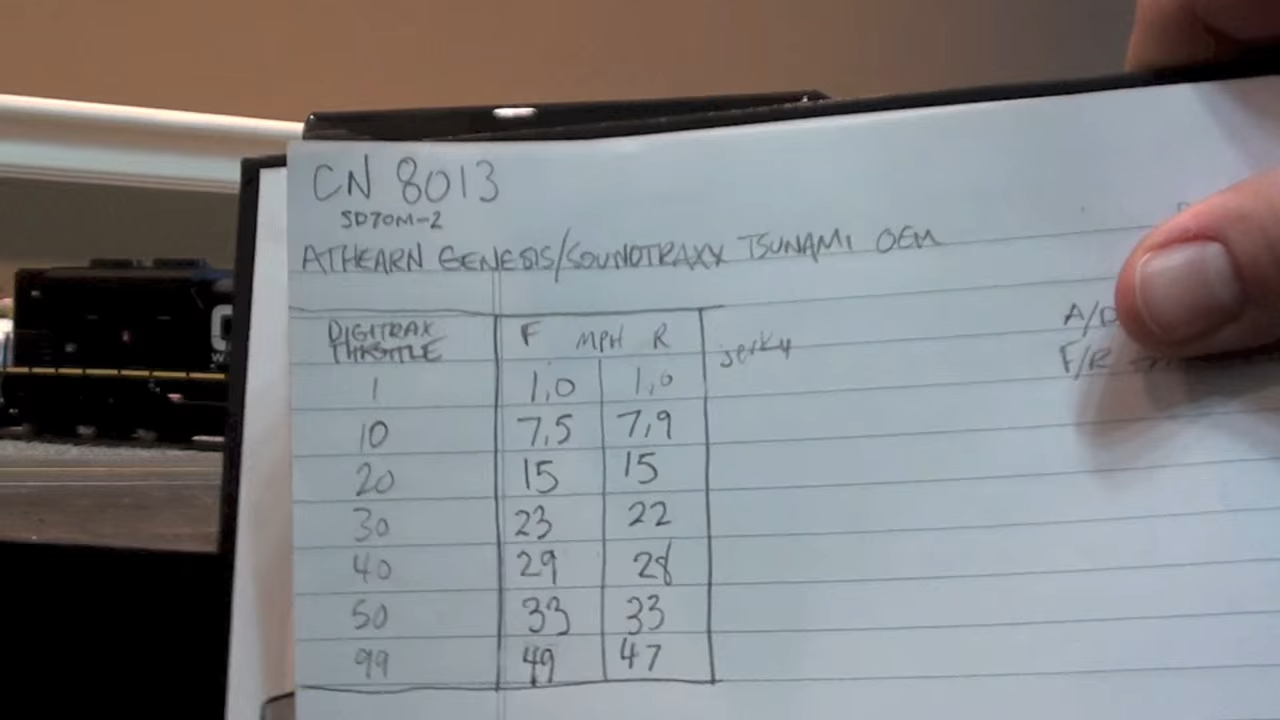 CN 8013
SD70M-2
ATHEARN GENESIS/SOUNDTRAXX TSUNAMI OEM
DIGITRAX THROTTLE F MPH R
1 1,0 1,0 jerky
10 7,5 7,9
20 15 15
30 23 22
40 29 28
50 33 33
99 49 47
A/D
F/R